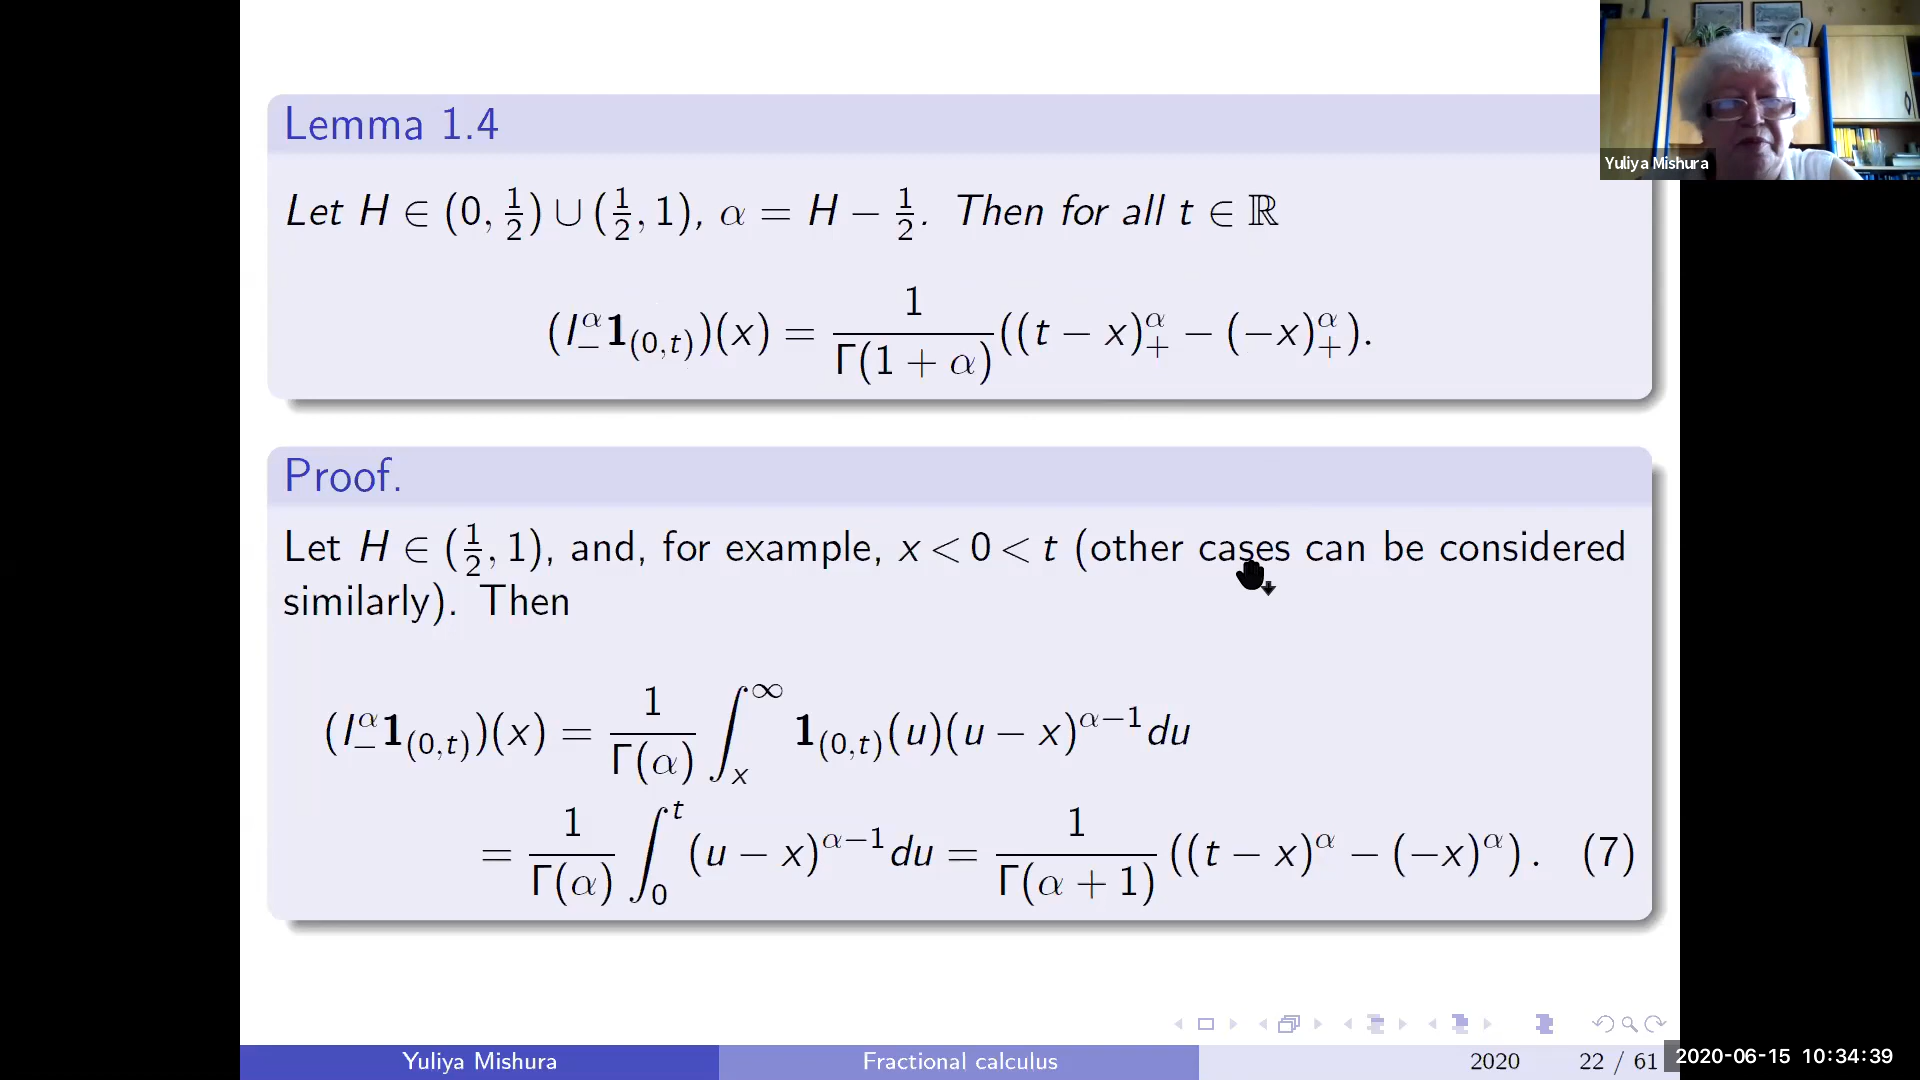 Lemma 1.4
Yuliya Mishura
Let H ∈ (0, 1/2) ∪ (1/2, 1), α = H − 1/2. Then for all t ∈ ℝ
(I₋^α 𝟏_(0,t))(x) = 1/Γ(1 + α) ((t − x)₊^α − (−x)₊^α).
Proof.
Let H ∈ (1/2, 1), and, for example, x < 0 < t (other cases can be considered
similarly). Then
(I₋^α 𝟏_(0,t))(x) = 1/Γ(α) ∫_x^∞ 𝟏_(0,t)(u)(u − x)^(α−1) du
= 1/Γ(α) ∫_0^t (u − x)^(α−1) du = 1/Γ(α + 1) ((t − x)^α − (−x)^α). (7)
Yuliya Mishura Fractional calculus 2020 22 / 61 2020-06-15 10:34:39